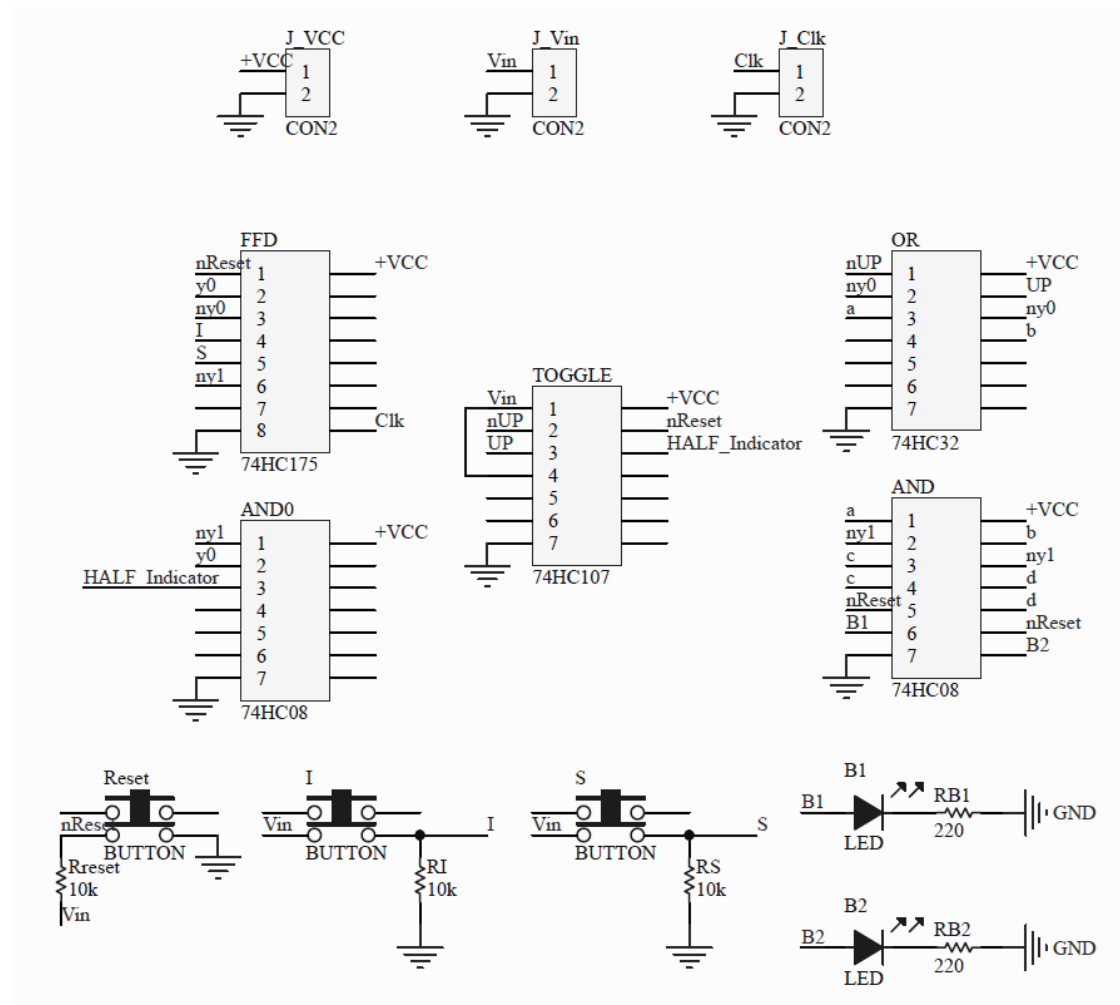 J_VCC
+VCC
1
2
CON2
J_Vin
Vin
1
2
CON2
J_Clk
Clk
1
2
CON2
FFD
nReset 1 +VCC
y0 2
ny0 3
I 4
S 5
ny1 6
7
8 Clk
74HC175
TOGGLE
Vin 1 +VCC
nUP 2 nReset
UP 3 HALF_Indicator
4
5
6
7
74HC107
OR
nUP 1 +VCC
ny0 2 UP
a 3 ny0
4 b
5
6
7
74HC32
AND0
ny1 1 +VCC
y0 2
HALF_Indicator 3
4
5
6
7
74HC08
AND
a 1 +VCC
ny1 2 b
c 3 ny1
c 4 d
nReset 5 d
B1 6 nReset
7 B2
74HC08
Reset
nReset
BUTTON
Rreset
10k
Vin
I
Vin
BUTTON
I
RI
10k
S
Vin
BUTTON
S
RS
10k
B1
B1
LED
RB1
220
GND
B2
B2
LED
RB2
220
GND